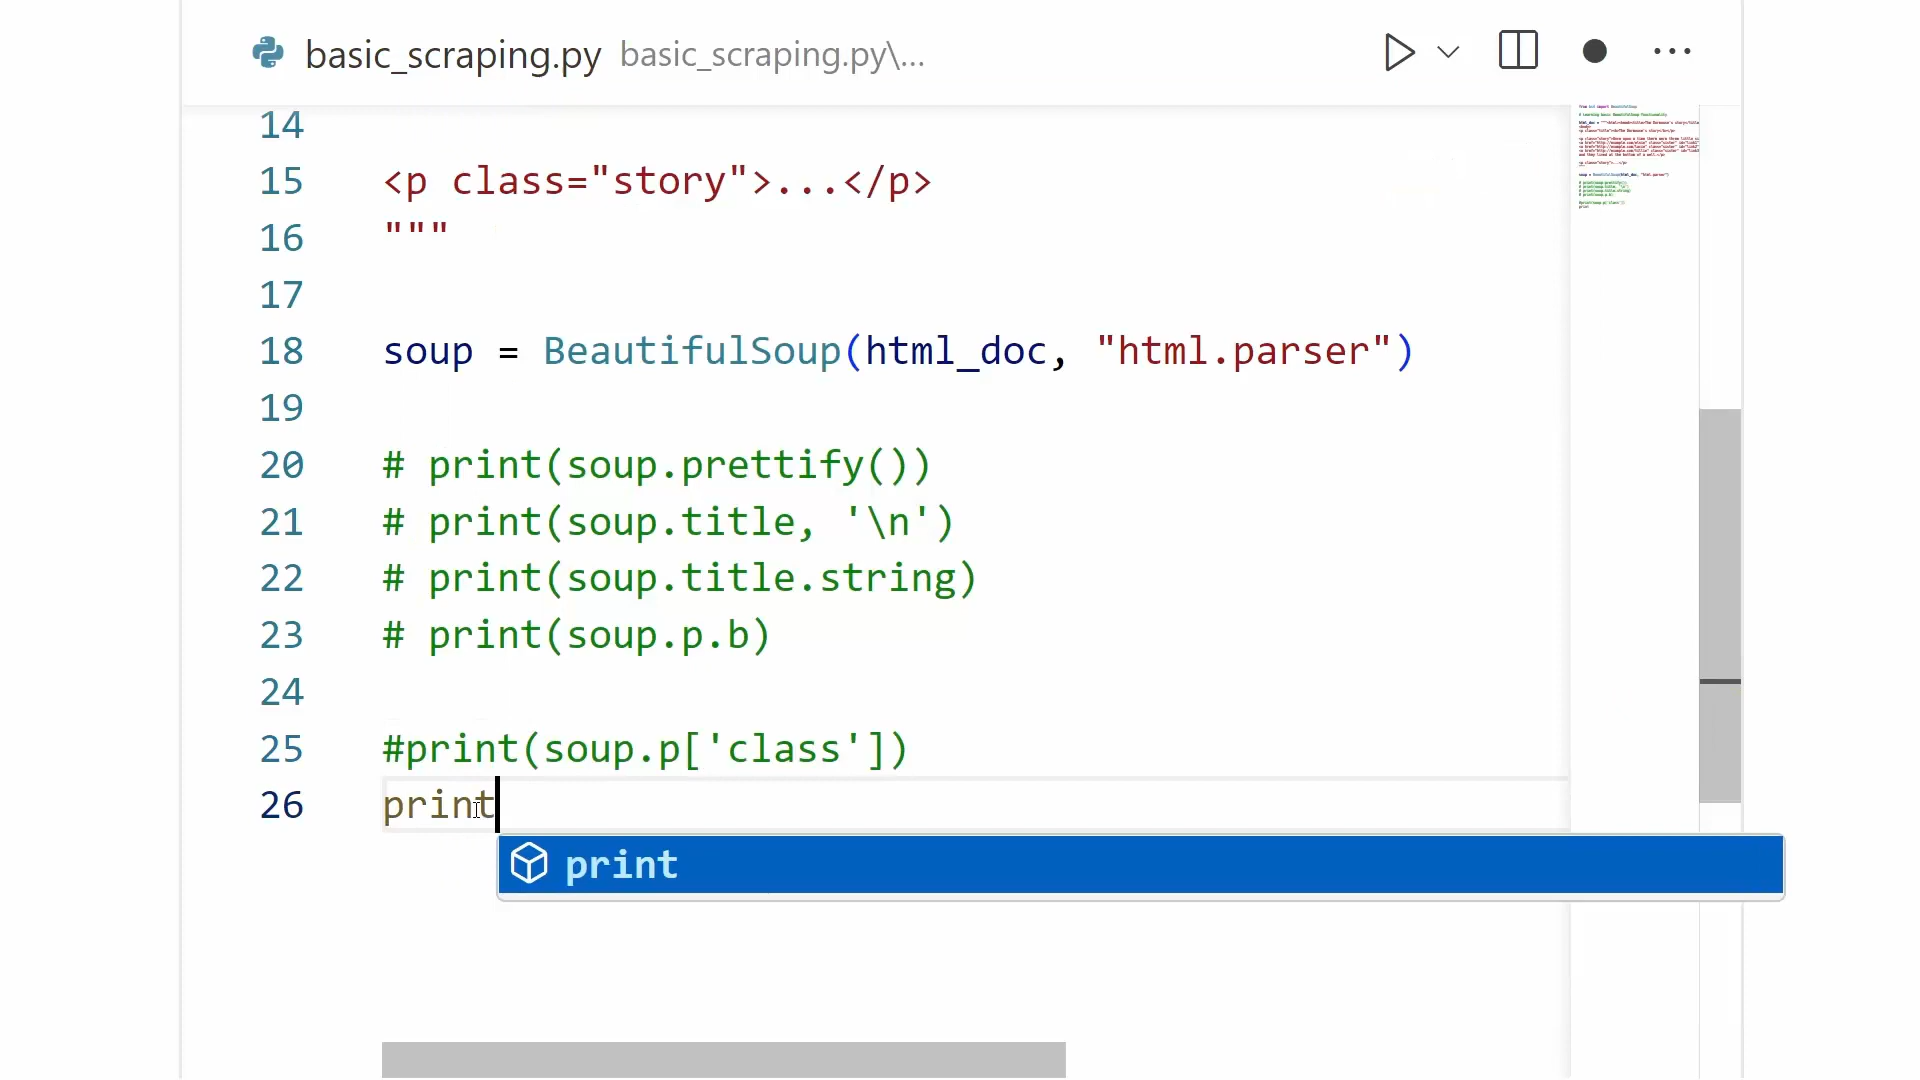 basic_scraping.py basic_scraping.py\...
14
15 <p class="story">...</p>
16 """
17
18 soup = BeautifulSoup(html_doc, "html.parser")
19
20 # print(soup.prettify())
21 # print(soup.title, '\n')
22 # print(soup.title.string)
23 # print(soup.p.b)
24
25 #print(soup.p['class'])
26 print
print